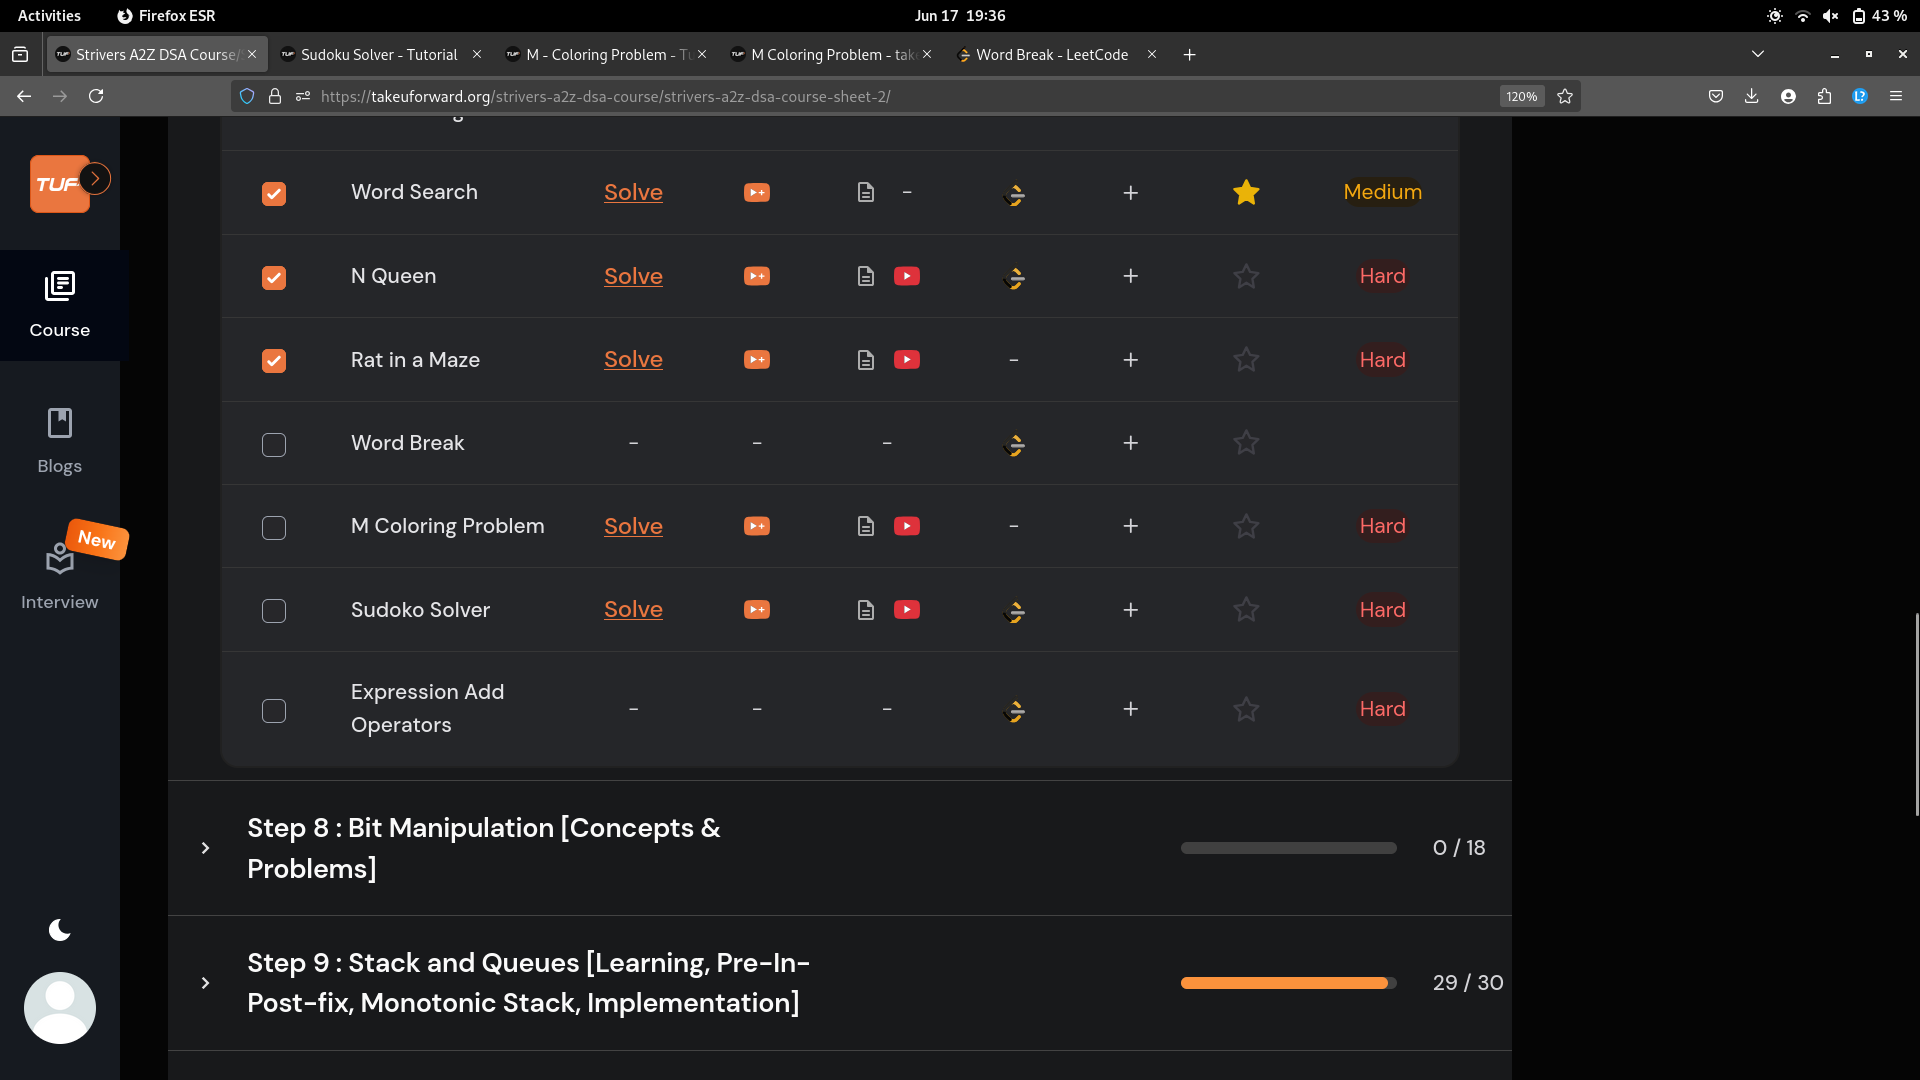 Activities Firefox ESR Jun 17 19:36 43 %
Strivers A2Z DSA Course/ Sudoku Solver - Tutorial M - Coloring Problem - Tu M Coloring Problem - take Word Break - LeetCode
https://takeuforward.org/strivers-a2z-dsa-course/strivers-a2z-dsa-course-sheet-2/ 120%
TUF
Course
Blogs
New
Interview
Word Search Solve - + Medium
N Queen Solve + Hard
Rat in a Maze Solve - + Hard
Word Break - - - +
M Coloring Problem Solve - + Hard
Sudoko Solver Solve + Hard
Expression Add
Operators - - - + Hard
Step 8 : Bit Manipulation [Concepts &
Problems] 0 / 18
Step 9 : Stack and Queues [Learning, Pre-In-
Post-fix, Monotonic Stack, Implementation] 29 / 30